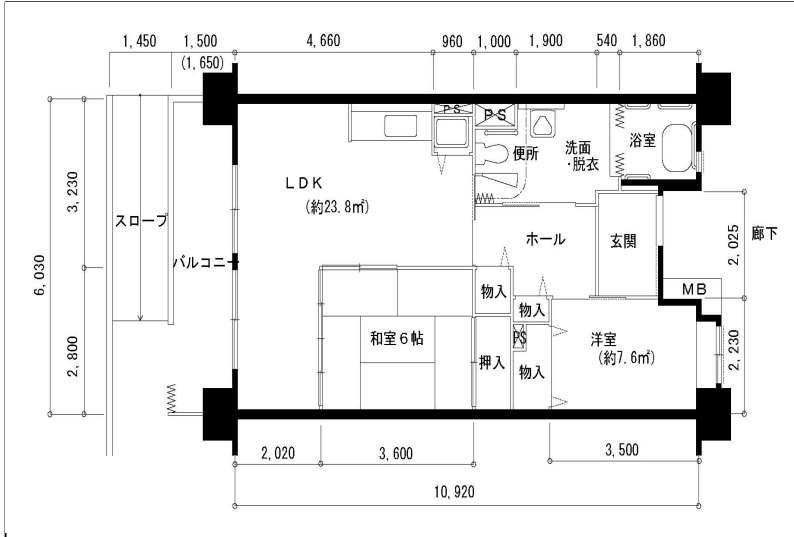 1,450
1,500
(1,650)
4,660
960
1,000
1,900
540
1,860
PS
PS
便所
洗面
・脱衣
浴室
LDK
(約23.8㎡)
3,230
スロープ
ホール
玄関
2,025
廊下
6,030
バルコニー
物入
物入
MB
和室6帖
押入
PS
物入
洋室
(約7.6㎡)
2,800
2,230
2,020
3,600
3,500
10,920